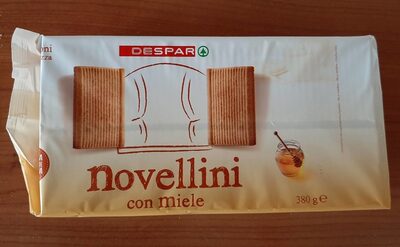 DESPAR
novellini
con miele
380 g e